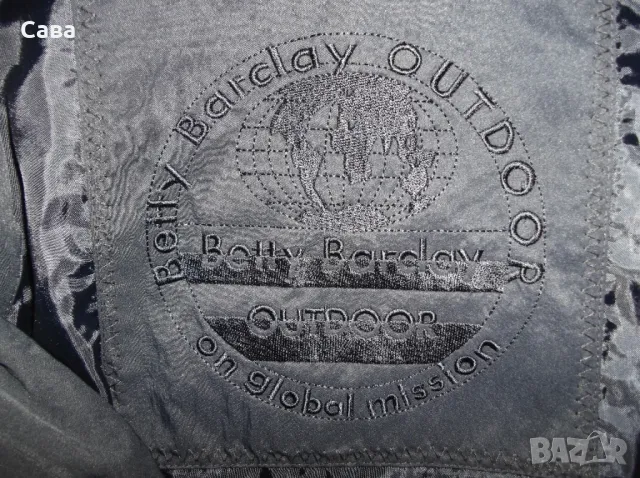 Сава
Betty Barclay OUTDOOR
Betty Barclay
OUTDOOR
on global mission
BAZAR